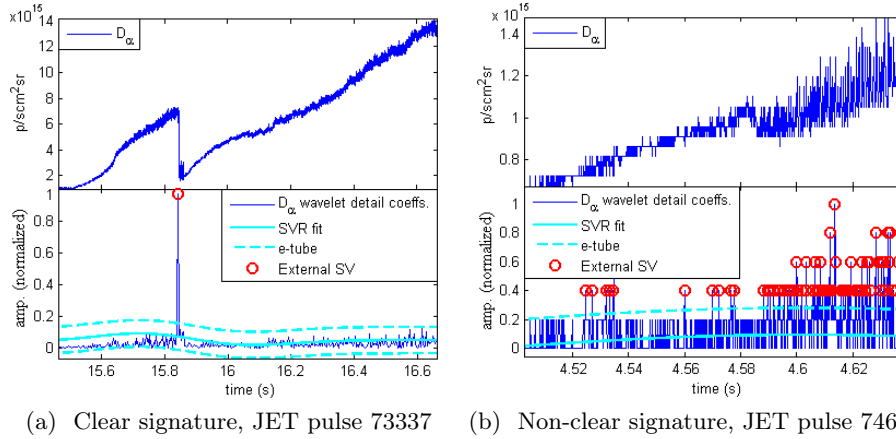 x 10^15
D_α
14
12
10
8
6
4
2
p/scm²sr
1
0.8
0.6
0.4
0.2
0
amp. (normalized)
D_α wavelet detail coeffs.
SVR fit
e-tube
External SV
15.6 15.8 16 16.2 16.4 16.6
time (s)
(a) Clear signature, JET pulse 73337
x 10^15
D_α
1.4
1.2
1
0.8
p/scm²sr
1
0.8
0.6
0.4
0.2
0
amp. (normalized)
D_α wavelet detail coeffs.
SVR fit
e-tube
External SV
4.52 4.54 4.56 4.58 4.6 4.62
time (s)
(b) Non-clear signature, JET pulse 746